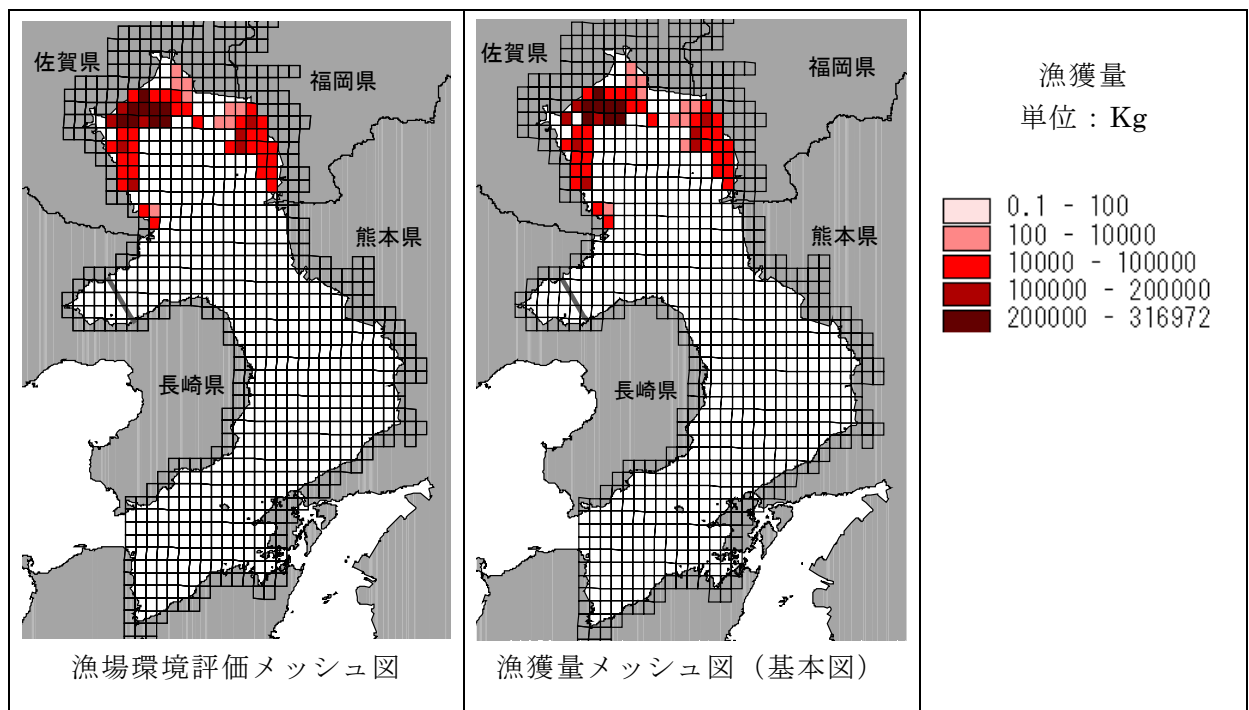 佐賀県
福岡県
熊本県
長崎県
漁場環境評価メッシュ図
佐賀県
福岡県
熊本県
長崎県
漁獲量メッシュ図（基本図）
漁獲量
単位：Kg
0.1 - 100
100 - 10000
10000 - 100000
100000 - 200000
200000 - 316972